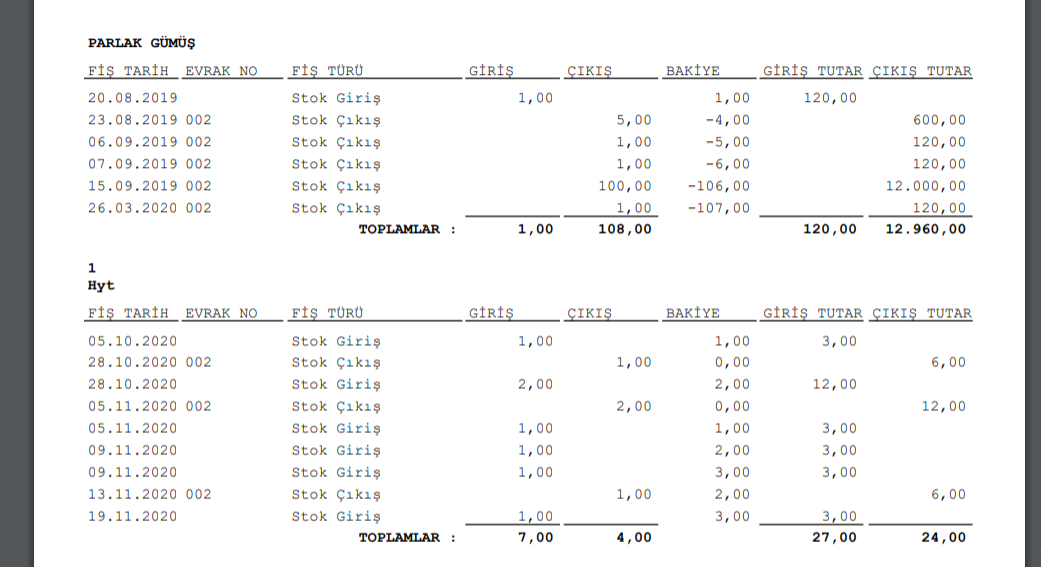 PARLAK GÜMÜŞ
FİŞ TARİH EVRAK NO FİŞ TÜRÜ GİRİŞ ÇIKIŞ BAKİYE GİRİŞ TUTAR ÇIKIŞ TUTAR
20.08.2019 Stok Giriş 1,00 1,00 120,00
23.08.2019 002 Stok Çıkış 5,00 -4,00 600,00
06.09.2019 002 Stok Çıkış 1,00 -5,00 120,00
07.09.2019 002 Stok Çıkış 1,00 -6,00 120,00
15.09.2019 002 Stok Çıkış 100,00 -106,00 12.000,00
26.03.2020 002 Stok Çıkış 1,00 -107,00 120,00
TOPLAMLAR : 1,00 108,00 120,00 12.960,00
1
Hyt
FİŞ TARİH EVRAK NO FİŞ TÜRÜ GİRİŞ ÇIKIŞ BAKİYE GİRİŞ TUTAR ÇIKIŞ TUTAR
05.10.2020 Stok Giriş 1,00 1,00 3,00
28.10.2020 002 Stok Çıkış 1,00 0,00 6,00
28.10.2020 Stok Giriş 2,00 2,00 12,00
05.11.2020 002 Stok Çıkış 2,00 0,00 12,00
05.11.2020 Stok Giriş 1,00 1,00 3,00
09.11.2020 Stok Giriş 1,00 2,00 3,00
09.11.2020 Stok Giriş 1,00 3,00 3,00
13.11.2020 002 Stok Çıkış 1,00 2,00 6,00
19.11.2020 Stok Giriş 1,00 3,00 3,00
TOPLAMLAR : 7,00 4,00 27,00 24,00